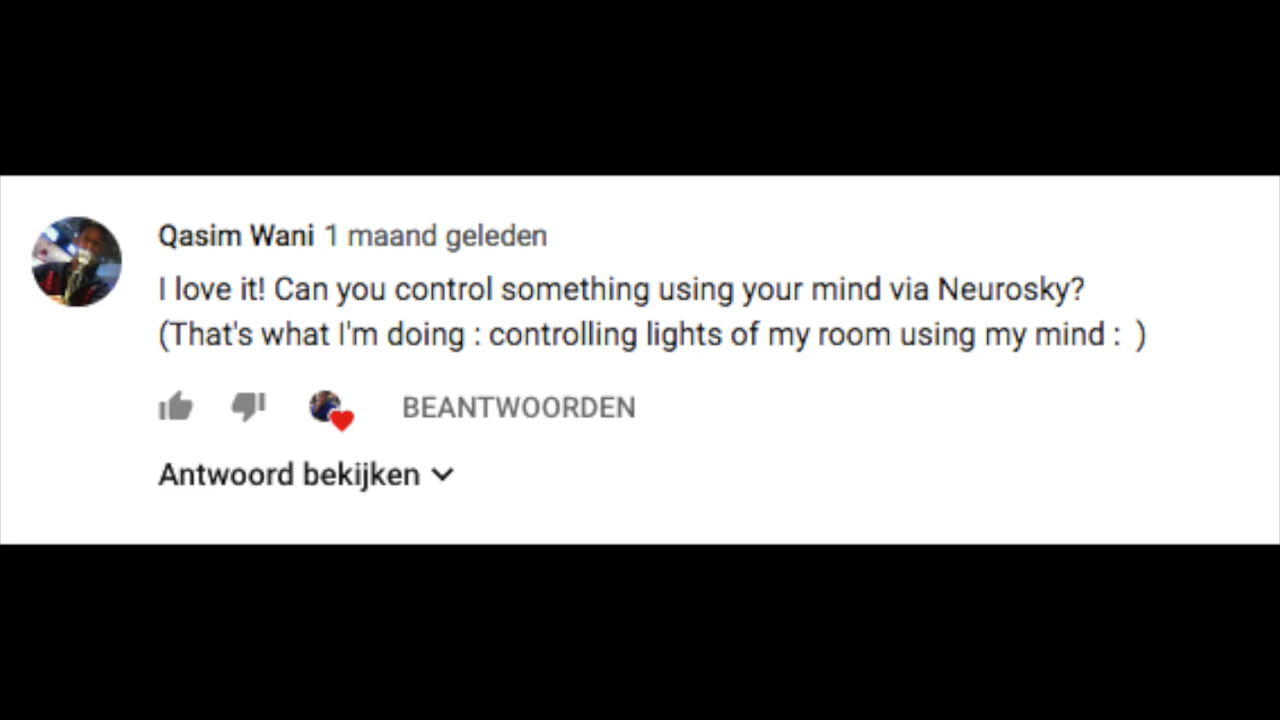 Qasim Wani 1 maand geleden
I love it! Can you control something using your mind via Neurosky?
(That's what I'm doing : controlling lights of my room using my mind :  )
BEANTWOORDEN
Antwoord bekijken